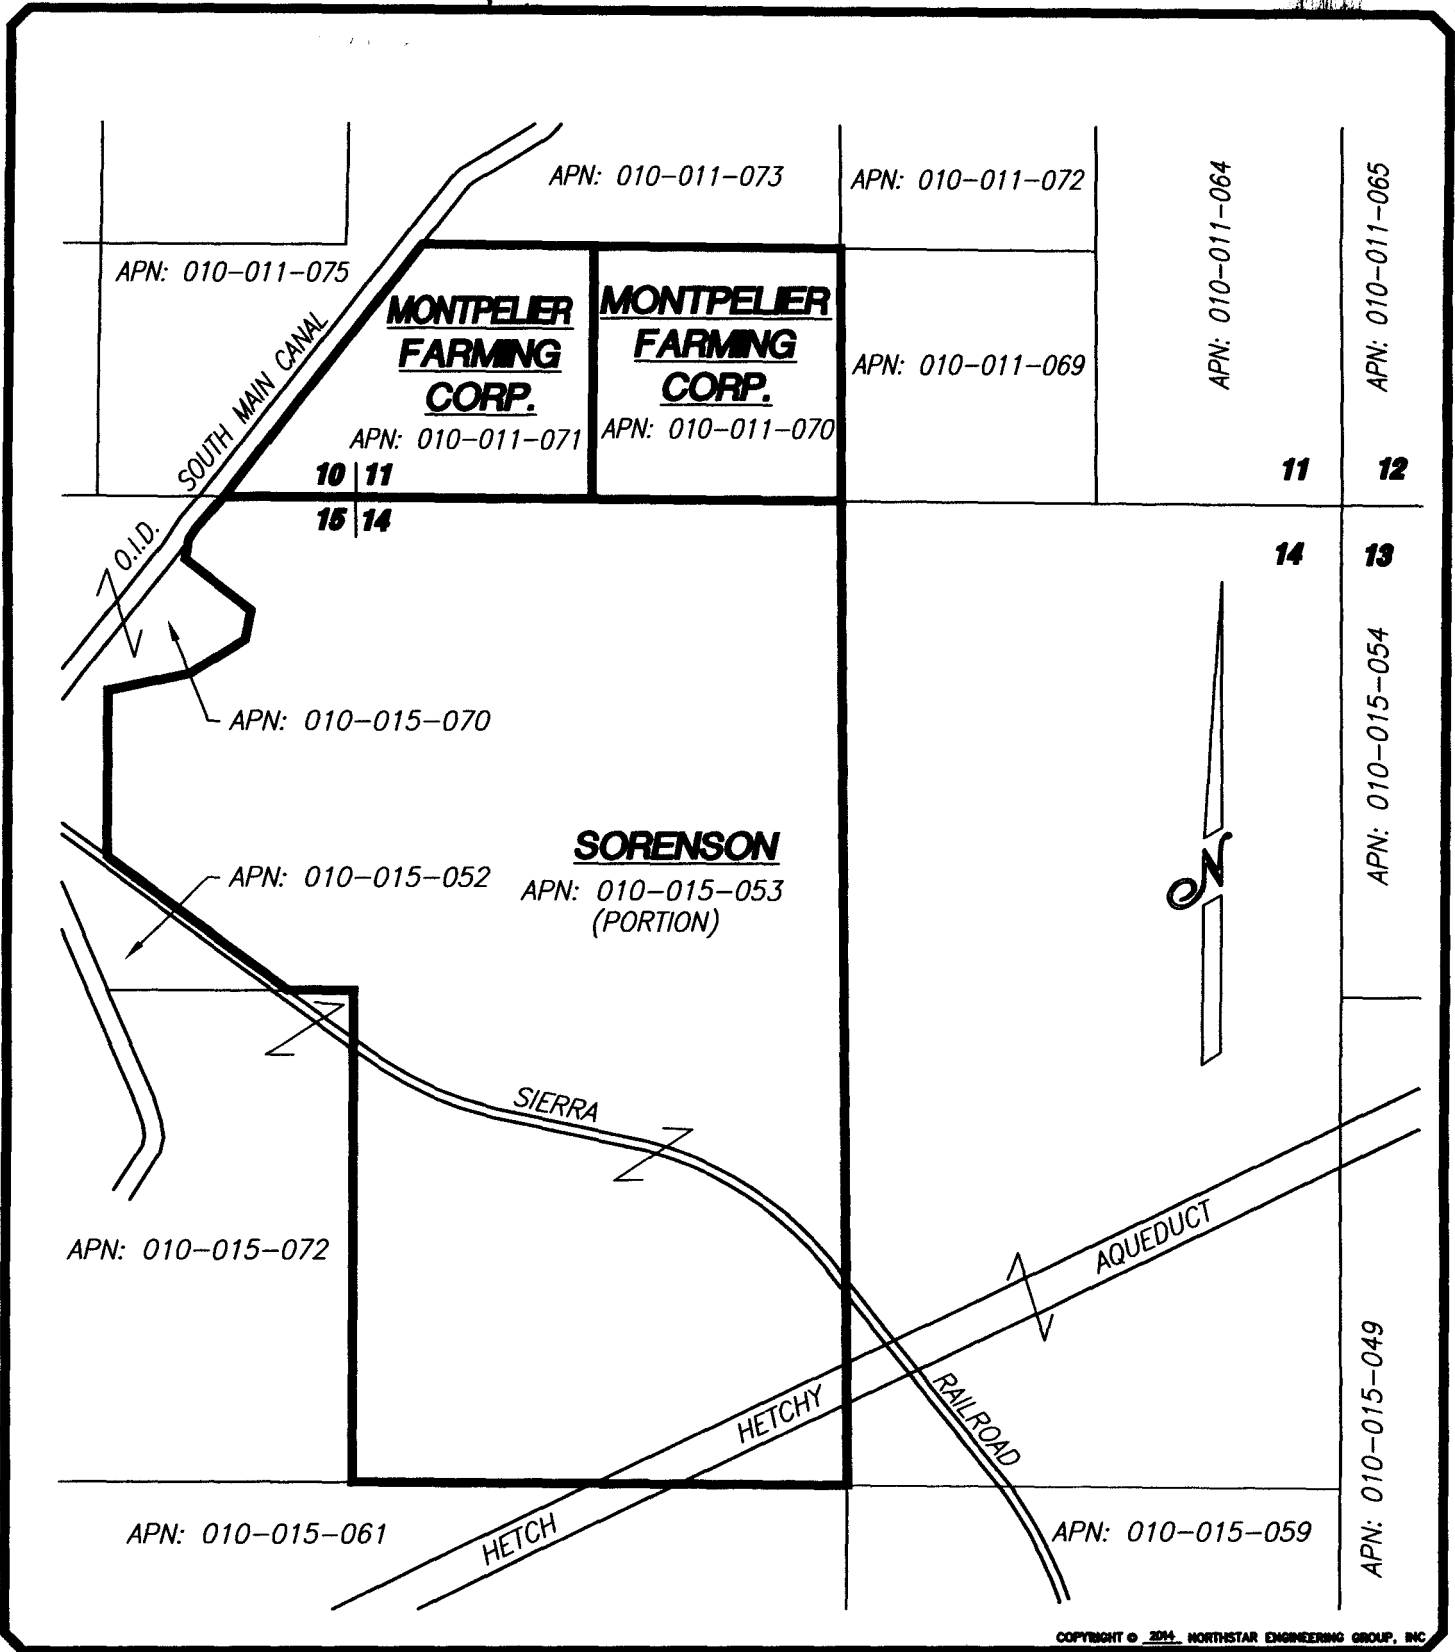 APN: 010-011-073
APN: 010-011-072
APN: 010-011-064
APN: 010-011-065
APN: 010-011-075
MONTPELIER
FARMING
CORP.
APN: 010-011-071
MONTPELIER
FARMING
CORP.
APN: 010-011-070
APN: 010-011-069
SOUTH MAIN CANAL
O.I.D.
10 11
15 14
11 12
14 13
APN: 010-015-070
APN: 010-015-054
SORENSON
APN: 010-015-053
(PORTION)
APN: 010-015-052
N
SIERRA
RAILROAD
APN: 010-015-072
HETCH
HETCHY
AQUEDUCT
APN: 010-015-049
APN: 010-015-061
APN: 010-015-059
COPYRIGHT © 2014 NORTHSTAR ENGINEERING GROUP, INC